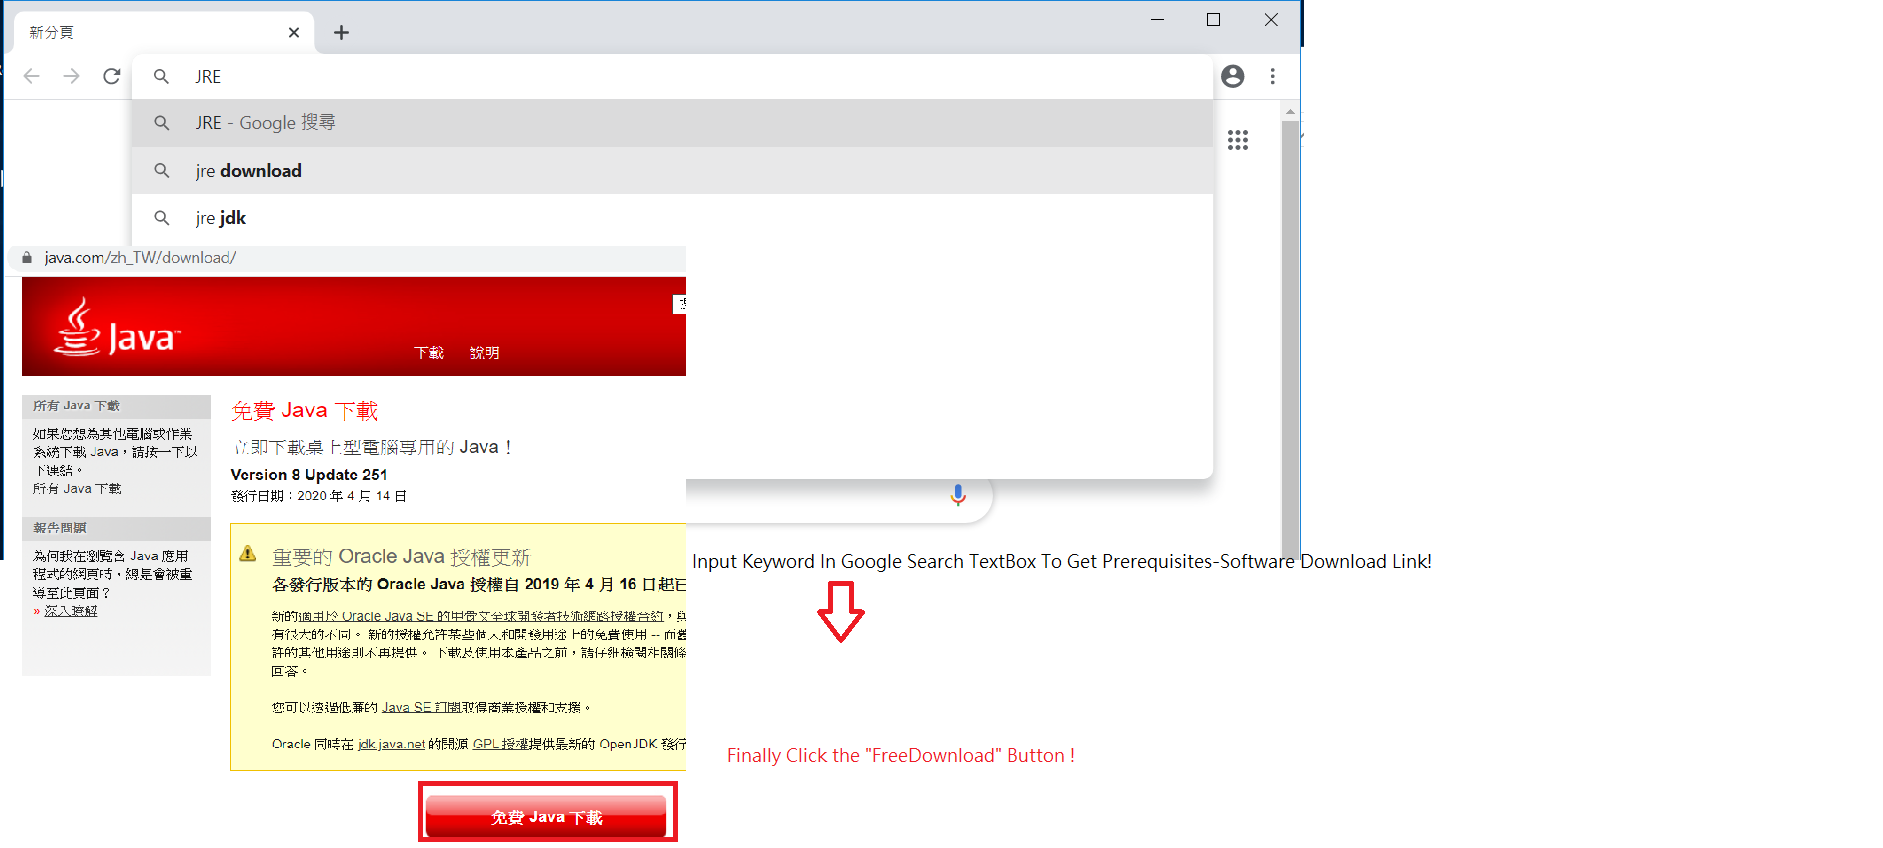 新分頁
JRE
JRE - Google 搜尋
jre download
jre jdk
java.com/zh_TW/download/
Java™
下載 說明
所有 Java 下載
如果您想為其他電腦或作業
系統下載 Java，請按一下以
下連結。
所有 Java 下載
報告問題
為何我在瀏覽含 Java 應用
程式的網頁時，總是會被重
導至此頁面？
» 深入瞭解
免費 Java 下載
立即下載桌上型電腦專用的 Java！
Version 8 Update 251
發行日期：2020 年 4 月 14 日
重要的 Oracle Java 授權更新
各發行版本的 Oracle Java 授權自 2019 年 4 月 16 日起已
新的適用於 Oracle Java SE 的甲骨文全球開發者技術網路授權合約，與
有很大的不同。 新的授權允許某些個人和開發用途上的免費使用 -- 而舊
許的其他用途則不再提供。 下載及使用本產品之前，請仔細檢閱相關條
回答。
您可以透過低廉的 Java SE 訂閱取得商業授權和支援。
Oracle 同時在 jdk.java.net 的開源 GPL 授權提供最新的 OpenJDK 發行
免費 Java 下載
Input Keyword In Google Search TextBox To Get Prerequisites-Software Download Link!
Finally Click the "FreeDownload" Button !